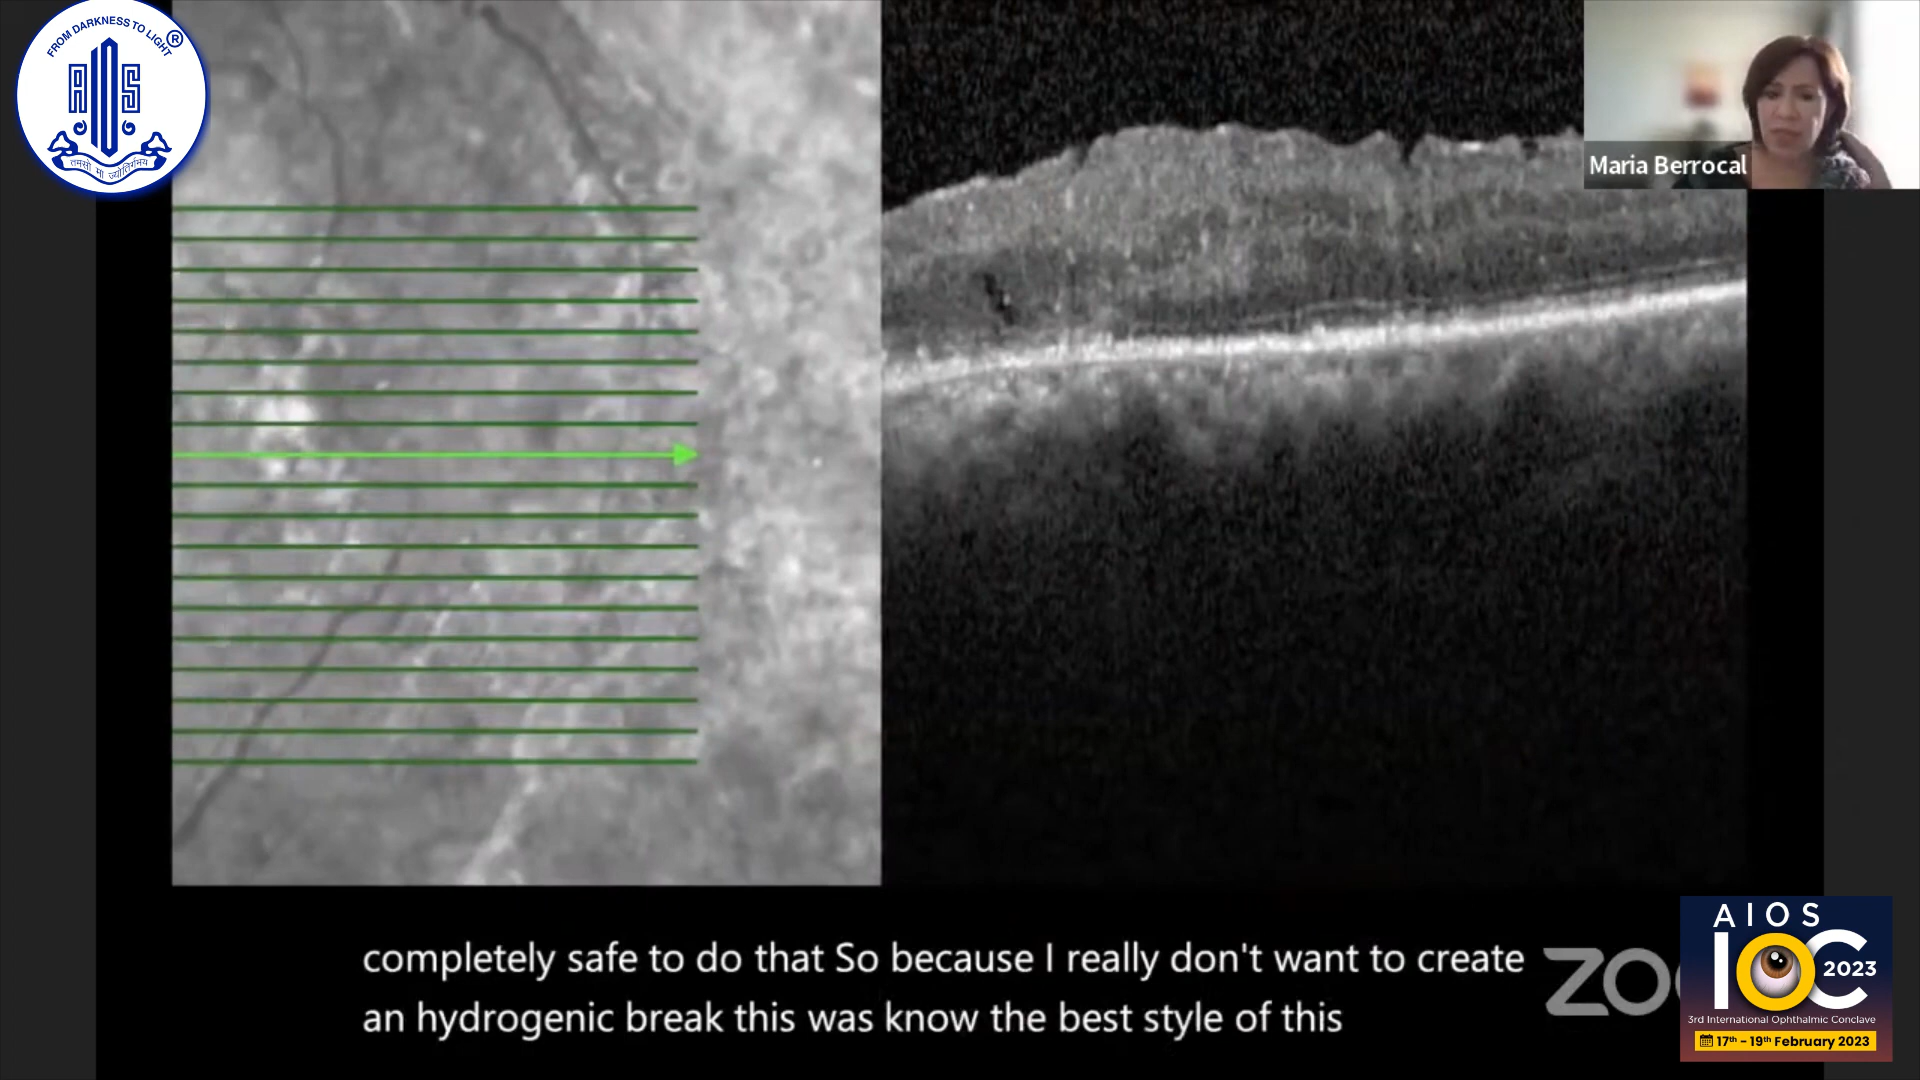 FROM DARKNESS TO LIGHT
®
AIOS
तमसो मा ज्योतिर्गमय
Maria Berrocal
completely safe to do that So because I really don't want to create
an hydrogenic break this was know the best style of this
AIOS
IOC
2023
3rd International Ophthalmic Conclave
17th - 19th February 2023